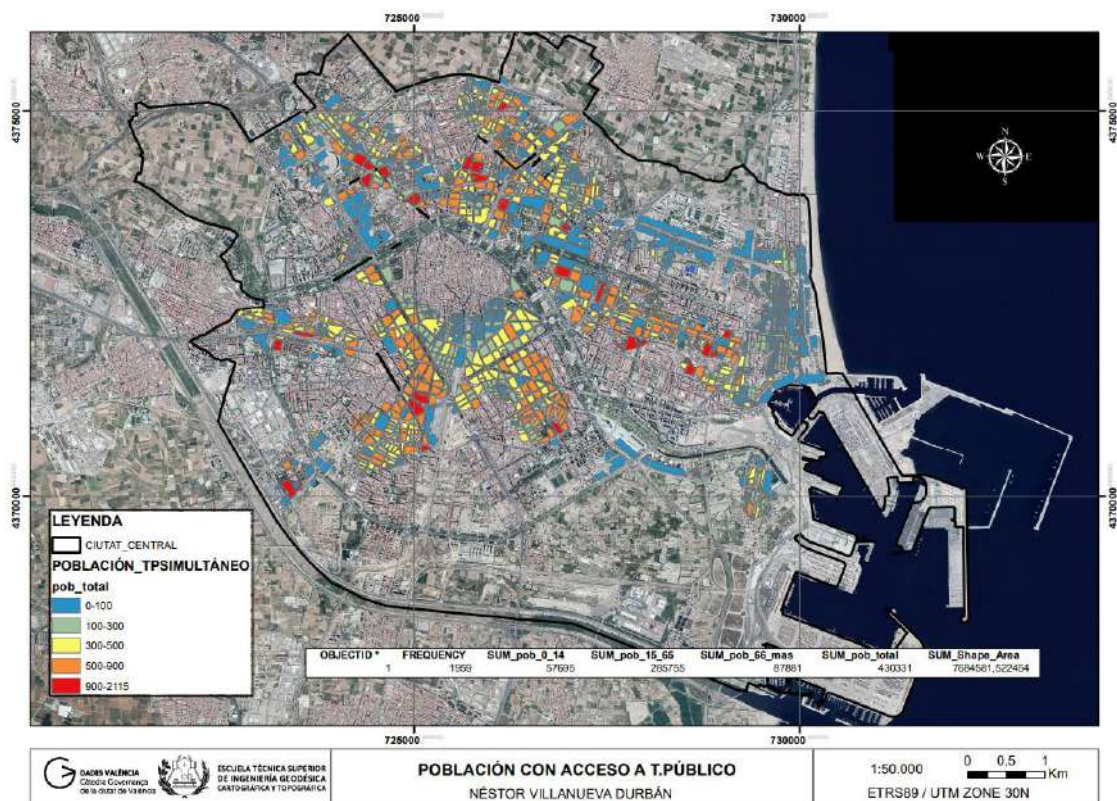 725000
730000
4375000
4375000
N
W E
S
4370000
4370000
LEYENDA
CIUTAT_CENTRAL
POBLACIÓN_TPSIMULTÁNEO
pob_total
0-100
100-300
300-500
500-900
900-2115
OBJECTID * FREQUENCY SUM_pob_0_14 SUM_pob_15_65 SUM_pob_66_mas SUM_pob_total SUM_Shape_Area
1 1959 57695 285755 87881 430331 7684581,522454
725000
730000
DADES VALÈNCIA
Càtedra Governança
de la ciutat de València
ESCUELA TÉCNICA SUPERIOR
DE INGENIERÍA GEODÉSICA
CARTOGRÁFICA Y TOPOGRÁFICA
POBLACIÓN CON ACCESO A T.PÚBLICO
NÉSTOR VILLANUEVA DURBÁN
1:50.000
0 0,5 1
Km
ETRS89 / UTM ZONE 30N